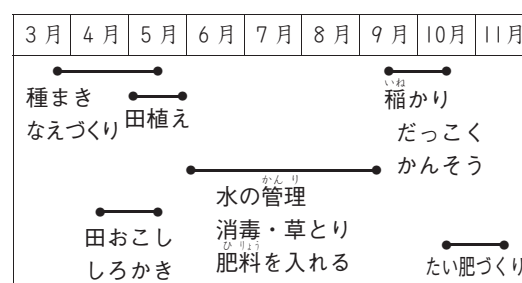 3月 4月 5月 6月 7月 8月 9月 10月 11月
種まき
なえづくり
田植え
いね
稲かり
だっこく
かんそう
かんり
水の管理
消毒・草とり
ひりょう
肥料を入れる
田おこし
しろかき
たい肥づくり